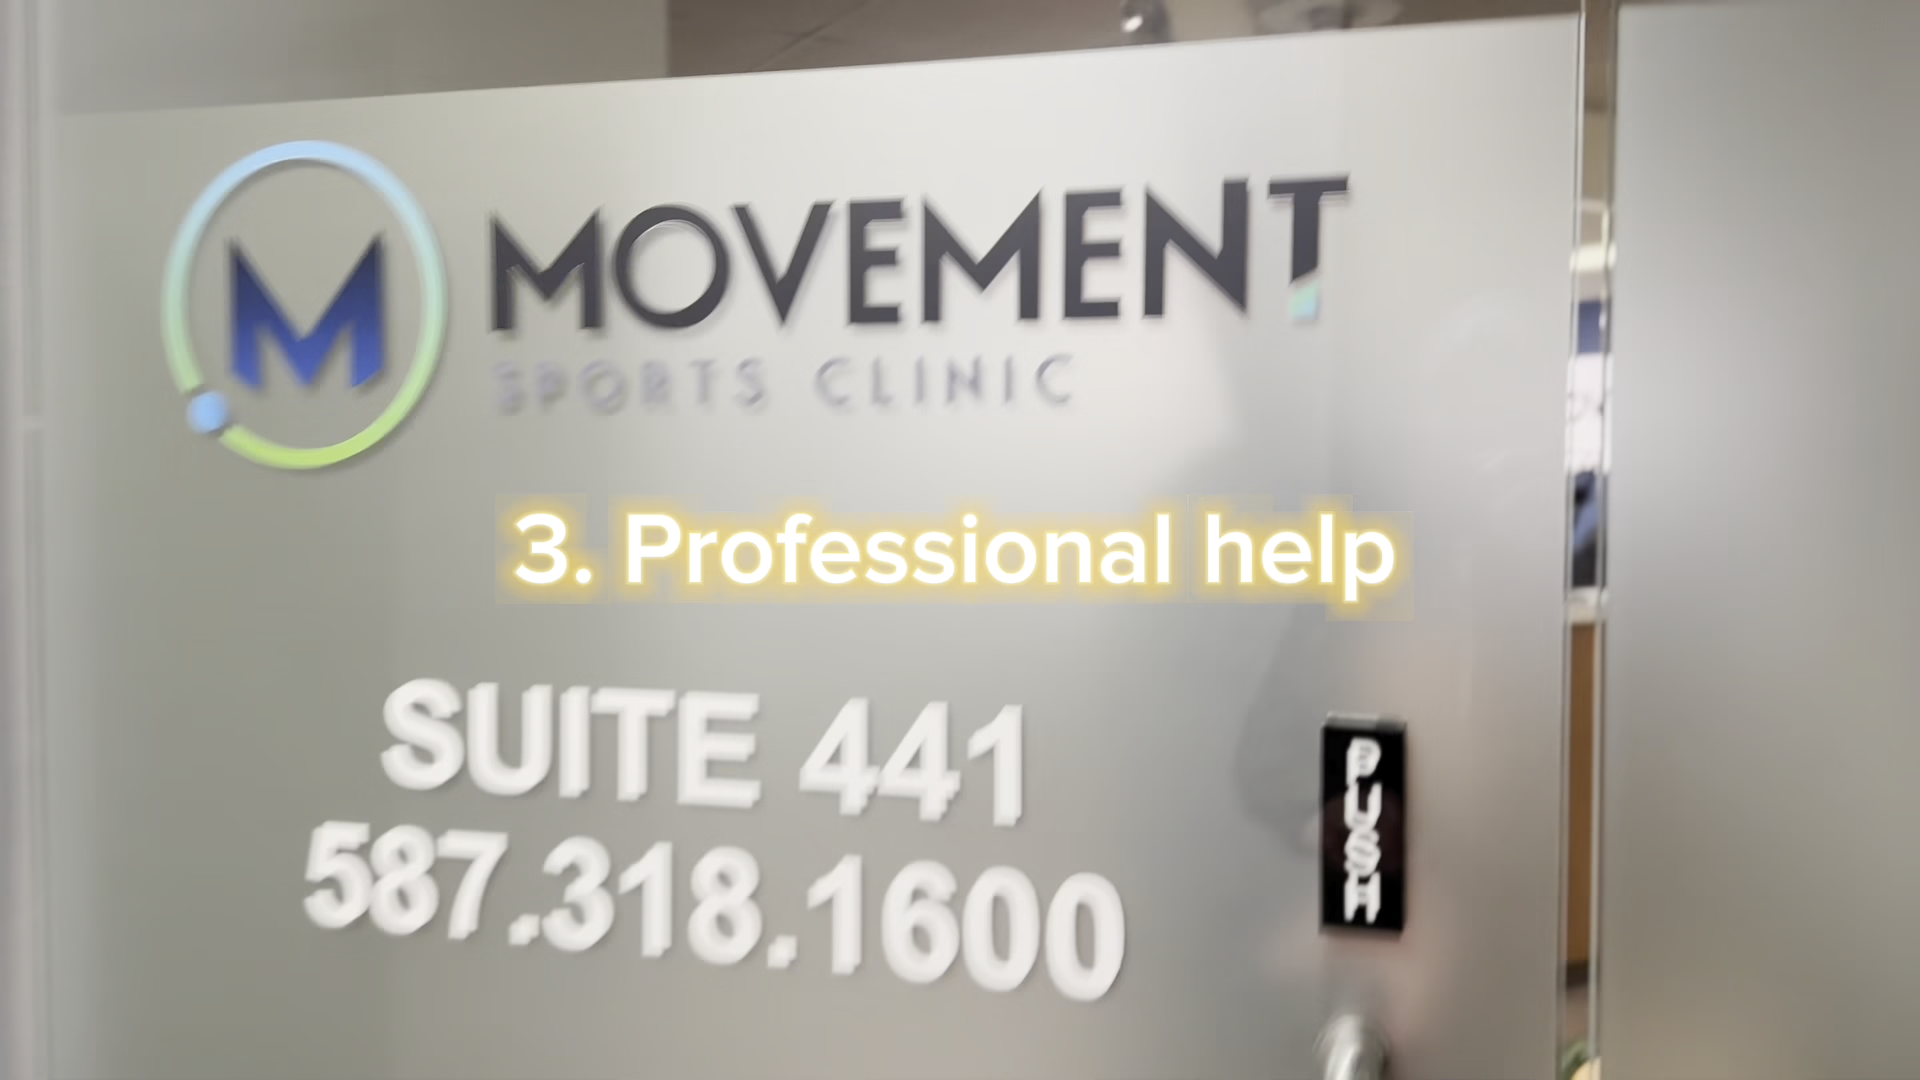 M
MOVEMENT
SPORTS CLINIC
3. Professional help
SUITE 441
587.318.1600
PUSH